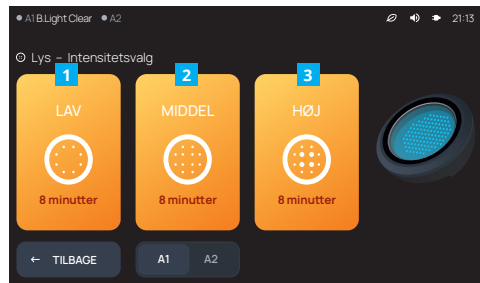 A1 B.Light Clear A2 21:13
Lys – Intensitetsvalg
1 2 3
LAV MIDDEL HØJ
8 minutter 8 minutter 8 minutter
← TILBAGE A1 A2